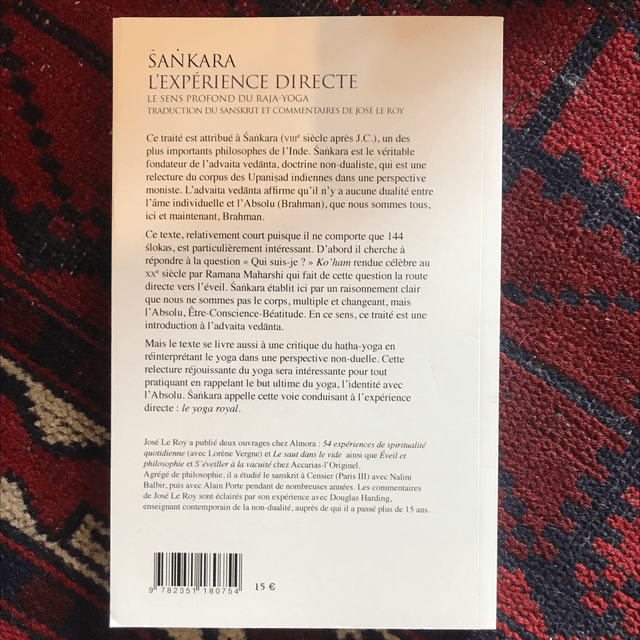 ŚAṄKARA
L'EXPÉRIENCE DIRECTE
LE SENS PROFOND DU RAJA-YOGA
TRADUCTION DU SANSKRIT ET COMMENTAIRES DE JOSÉ LE ROY
Ce traité est attribué à Śaṅkara (VIIIe siècle après J.C.), un des
plus importants philosophes de l'Inde. Śaṅkara est le véritable
fondateur de l'advaita vedānta, doctrine non-dualiste, qui est une
relecture du corpus des Upaniṣad indiennes dans une perspective
moniste. L'advaita vedānta affirme qu'il n'y a aucune dualité entre
l'âme individuelle et l'Absolu (Brahman), que nous sommes tous,
ici et maintenant, Brahman.
Ce texte, relativement court puisque il ne comporte que 144
ślokas, est particulièrement intéressant. D'abord il cherche à
répondre à la question « Qui suis-je ? » Ko'ham rendue célèbre au
XXe siècle par Ramana Maharshi qui fait de cette question la route
directe vers l'éveil. Śaṅkara établit ici par un raisonnement clair
que nous ne sommes pas le corps, multiple et changeant, mais
l'Absolu, Être-Conscience-Béatitude. En ce sens, ce traité est une
introduction à l'advaita vedānta.
Mais le texte se livre aussi à une critique du haṭha-yoga en
réinterprétant le yoga dans une perspective non-duelle. Cette
relecture réjouissante du yoga sera intéressante pour tout
pratiquant en rappelant le but ultime du yoga, l'identité avec
l'Absolu. Śaṅkara appelle cette voie conduisant à l'expérience
directe : le yoga royal.
José Le Roy a publié deux ouvrages chez Almora : 54 expériences de spiritualité
quotidienne (avec Lorène Vergne) et Le saut dans le vide ainsi que Éveil et
philosophie et S'éveiller à la vacuité chez Accarias-l'Originel.
Agrégé de philosophie, il a étudié le sanskrit à Censier (Paris III) avec Nalini
Balbir, puis avec Alain Porte pendant de nombreuses années. Les commentaires
de José Le Roy sont éclairés par son expérience avec Douglas Harding,
enseignant contemporain de la non-dualité, auprès de qui il a passé plus de 15 ans.
9 782351 180754
15 €